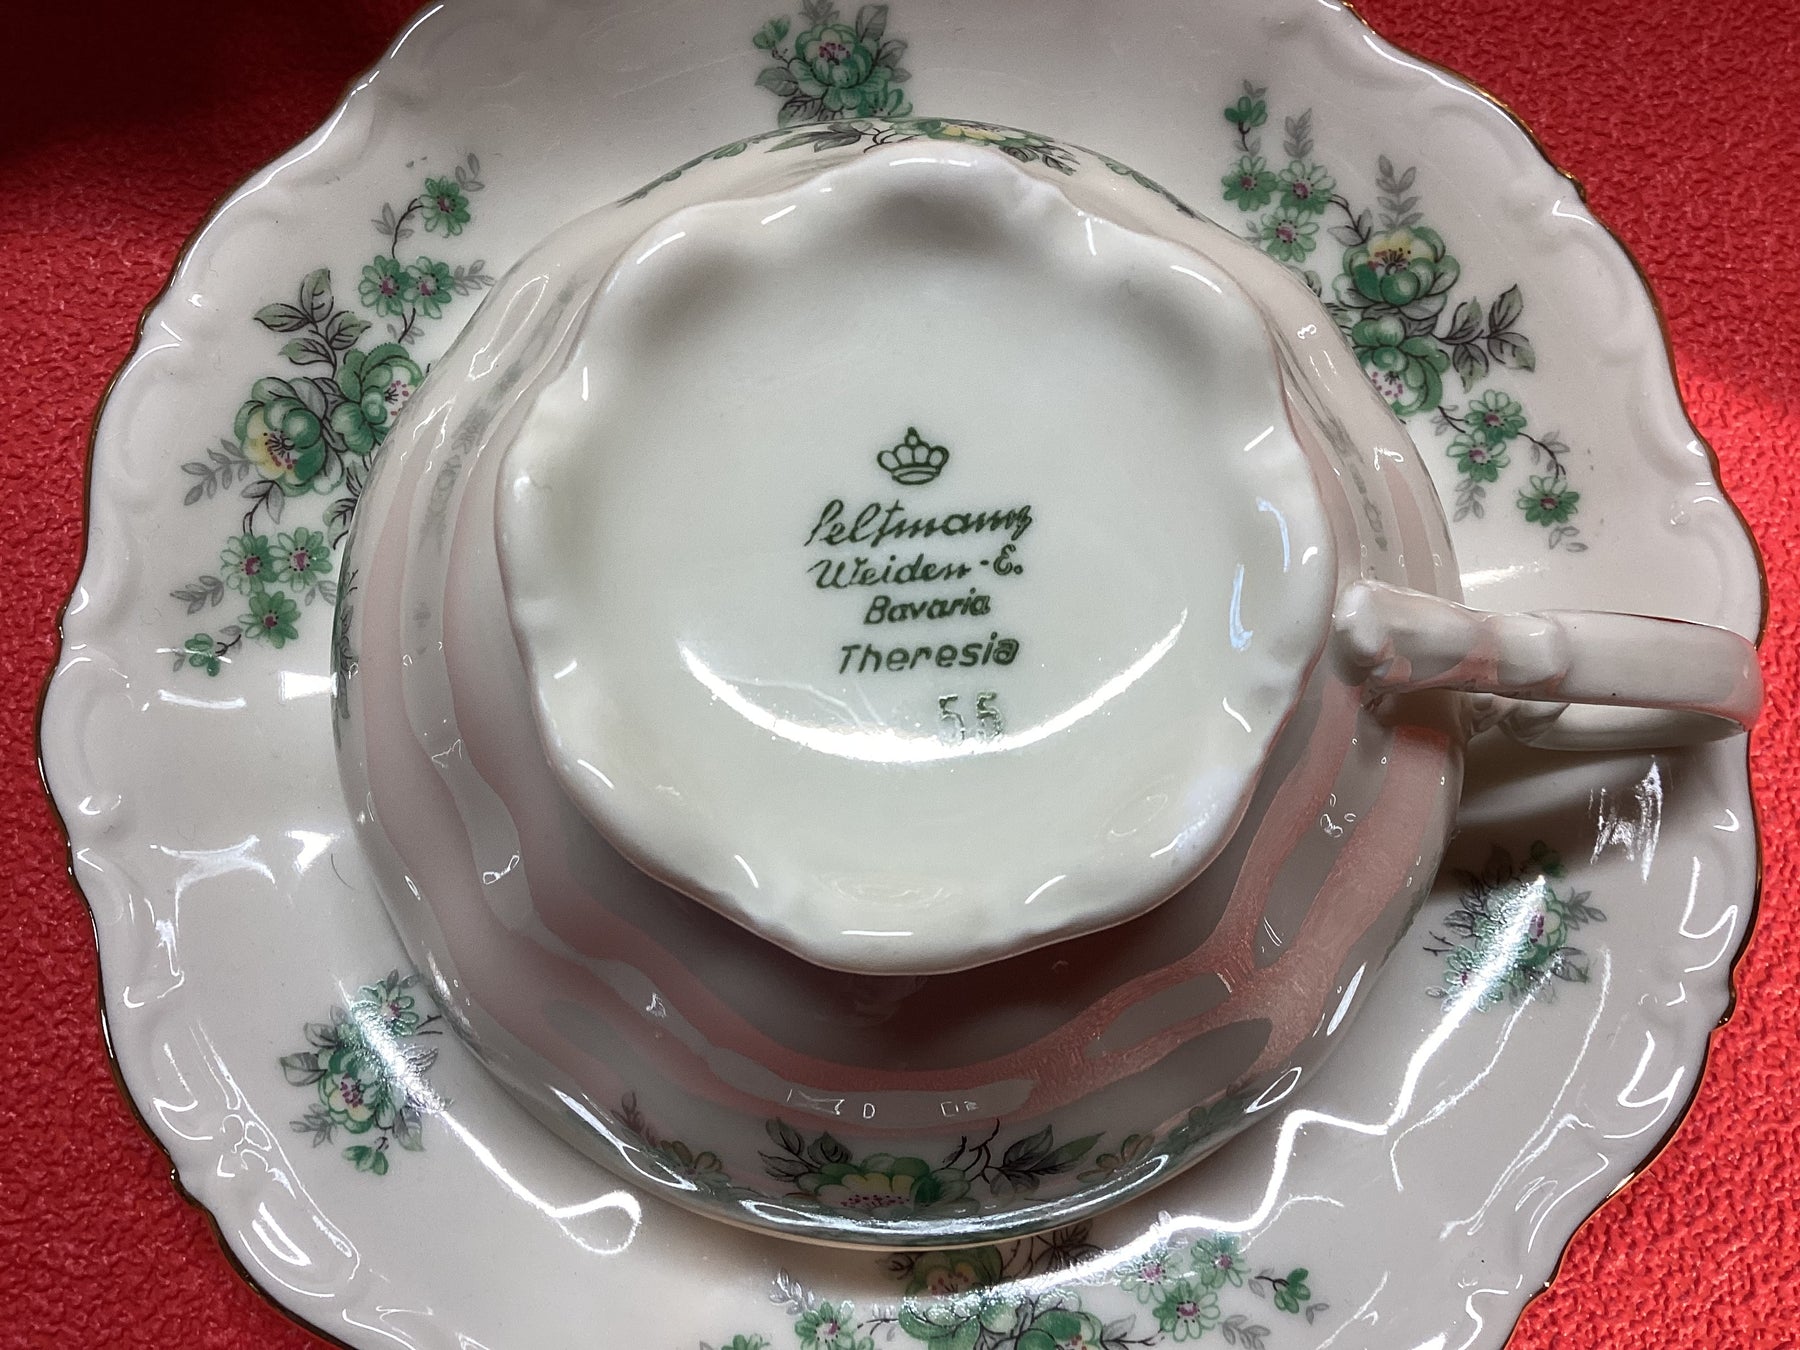 Seltmann
Weiden-E.
Bavaria
Theresia
55